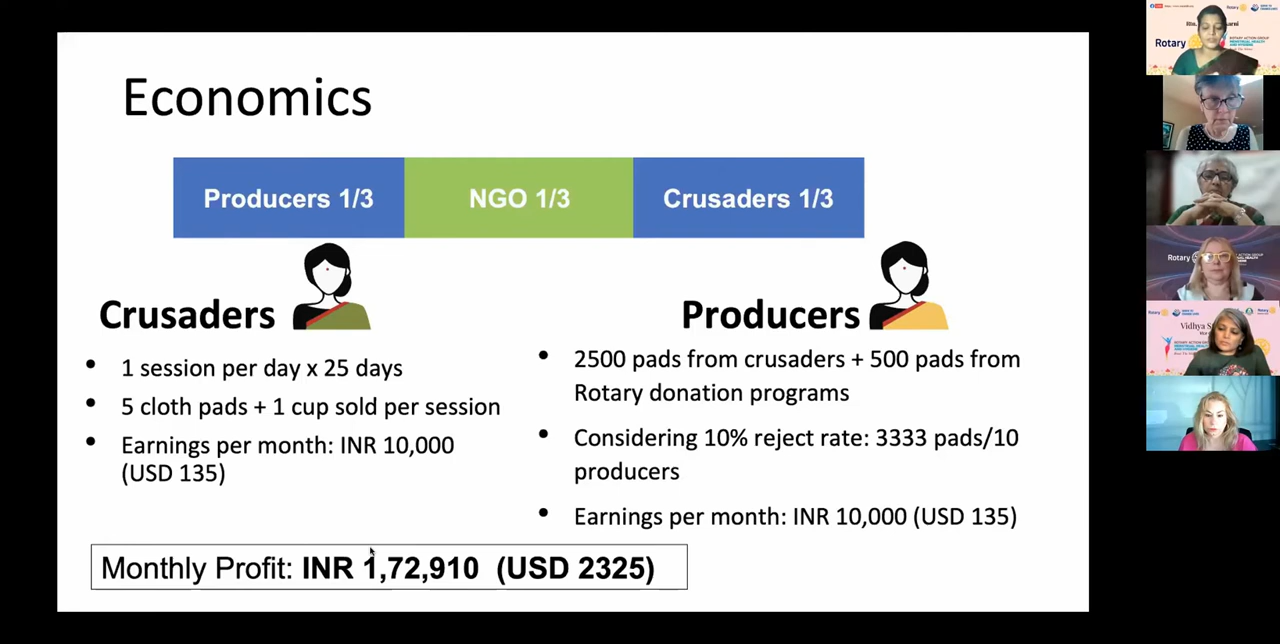 Economics
Producers 1/3
NGO 1/3
Crusaders 1/3
Crusaders
• 1 session per day x 25 days
• 5 cloth pads + 1 cup sold per session
• Earnings per month: INR 10,000
(USD 135)
Producers
• 2500 pads from crusaders + 500 pads from
Rotary donation programs
• Considering 10% reject rate: 3333 pads/10
producers
• Earnings per month: INR 10,000 (USD 135)
Monthly Profit: INR 1,72,910 (USD 2325)
Rotary
Rotary
Rotary
Vidhya